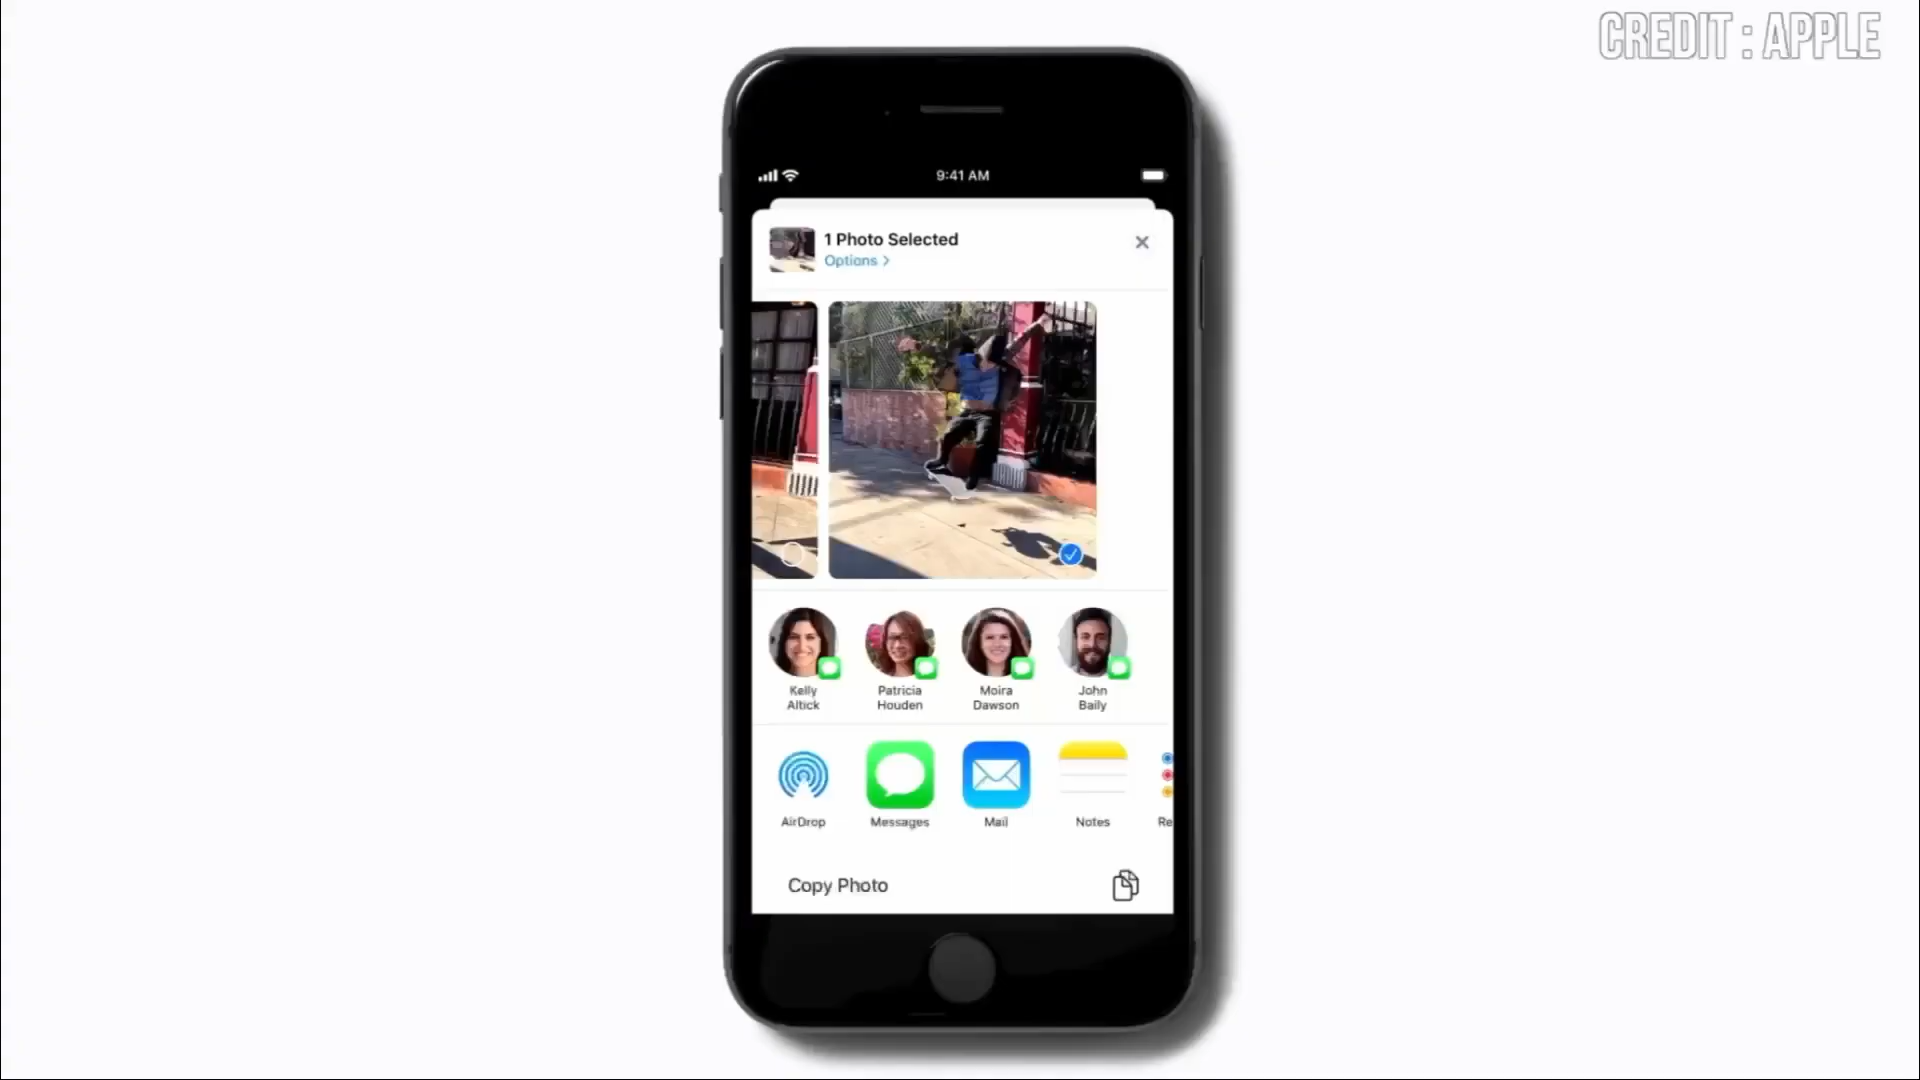 CREDIT : APPLE
9:41 AM
1 Photo Selected
Options >
Kelly
Altick
Patricia
Houden
Moira
Dawson
John
Baily
AirDrop
Messages
Mail
Notes
Re
Copy Photo